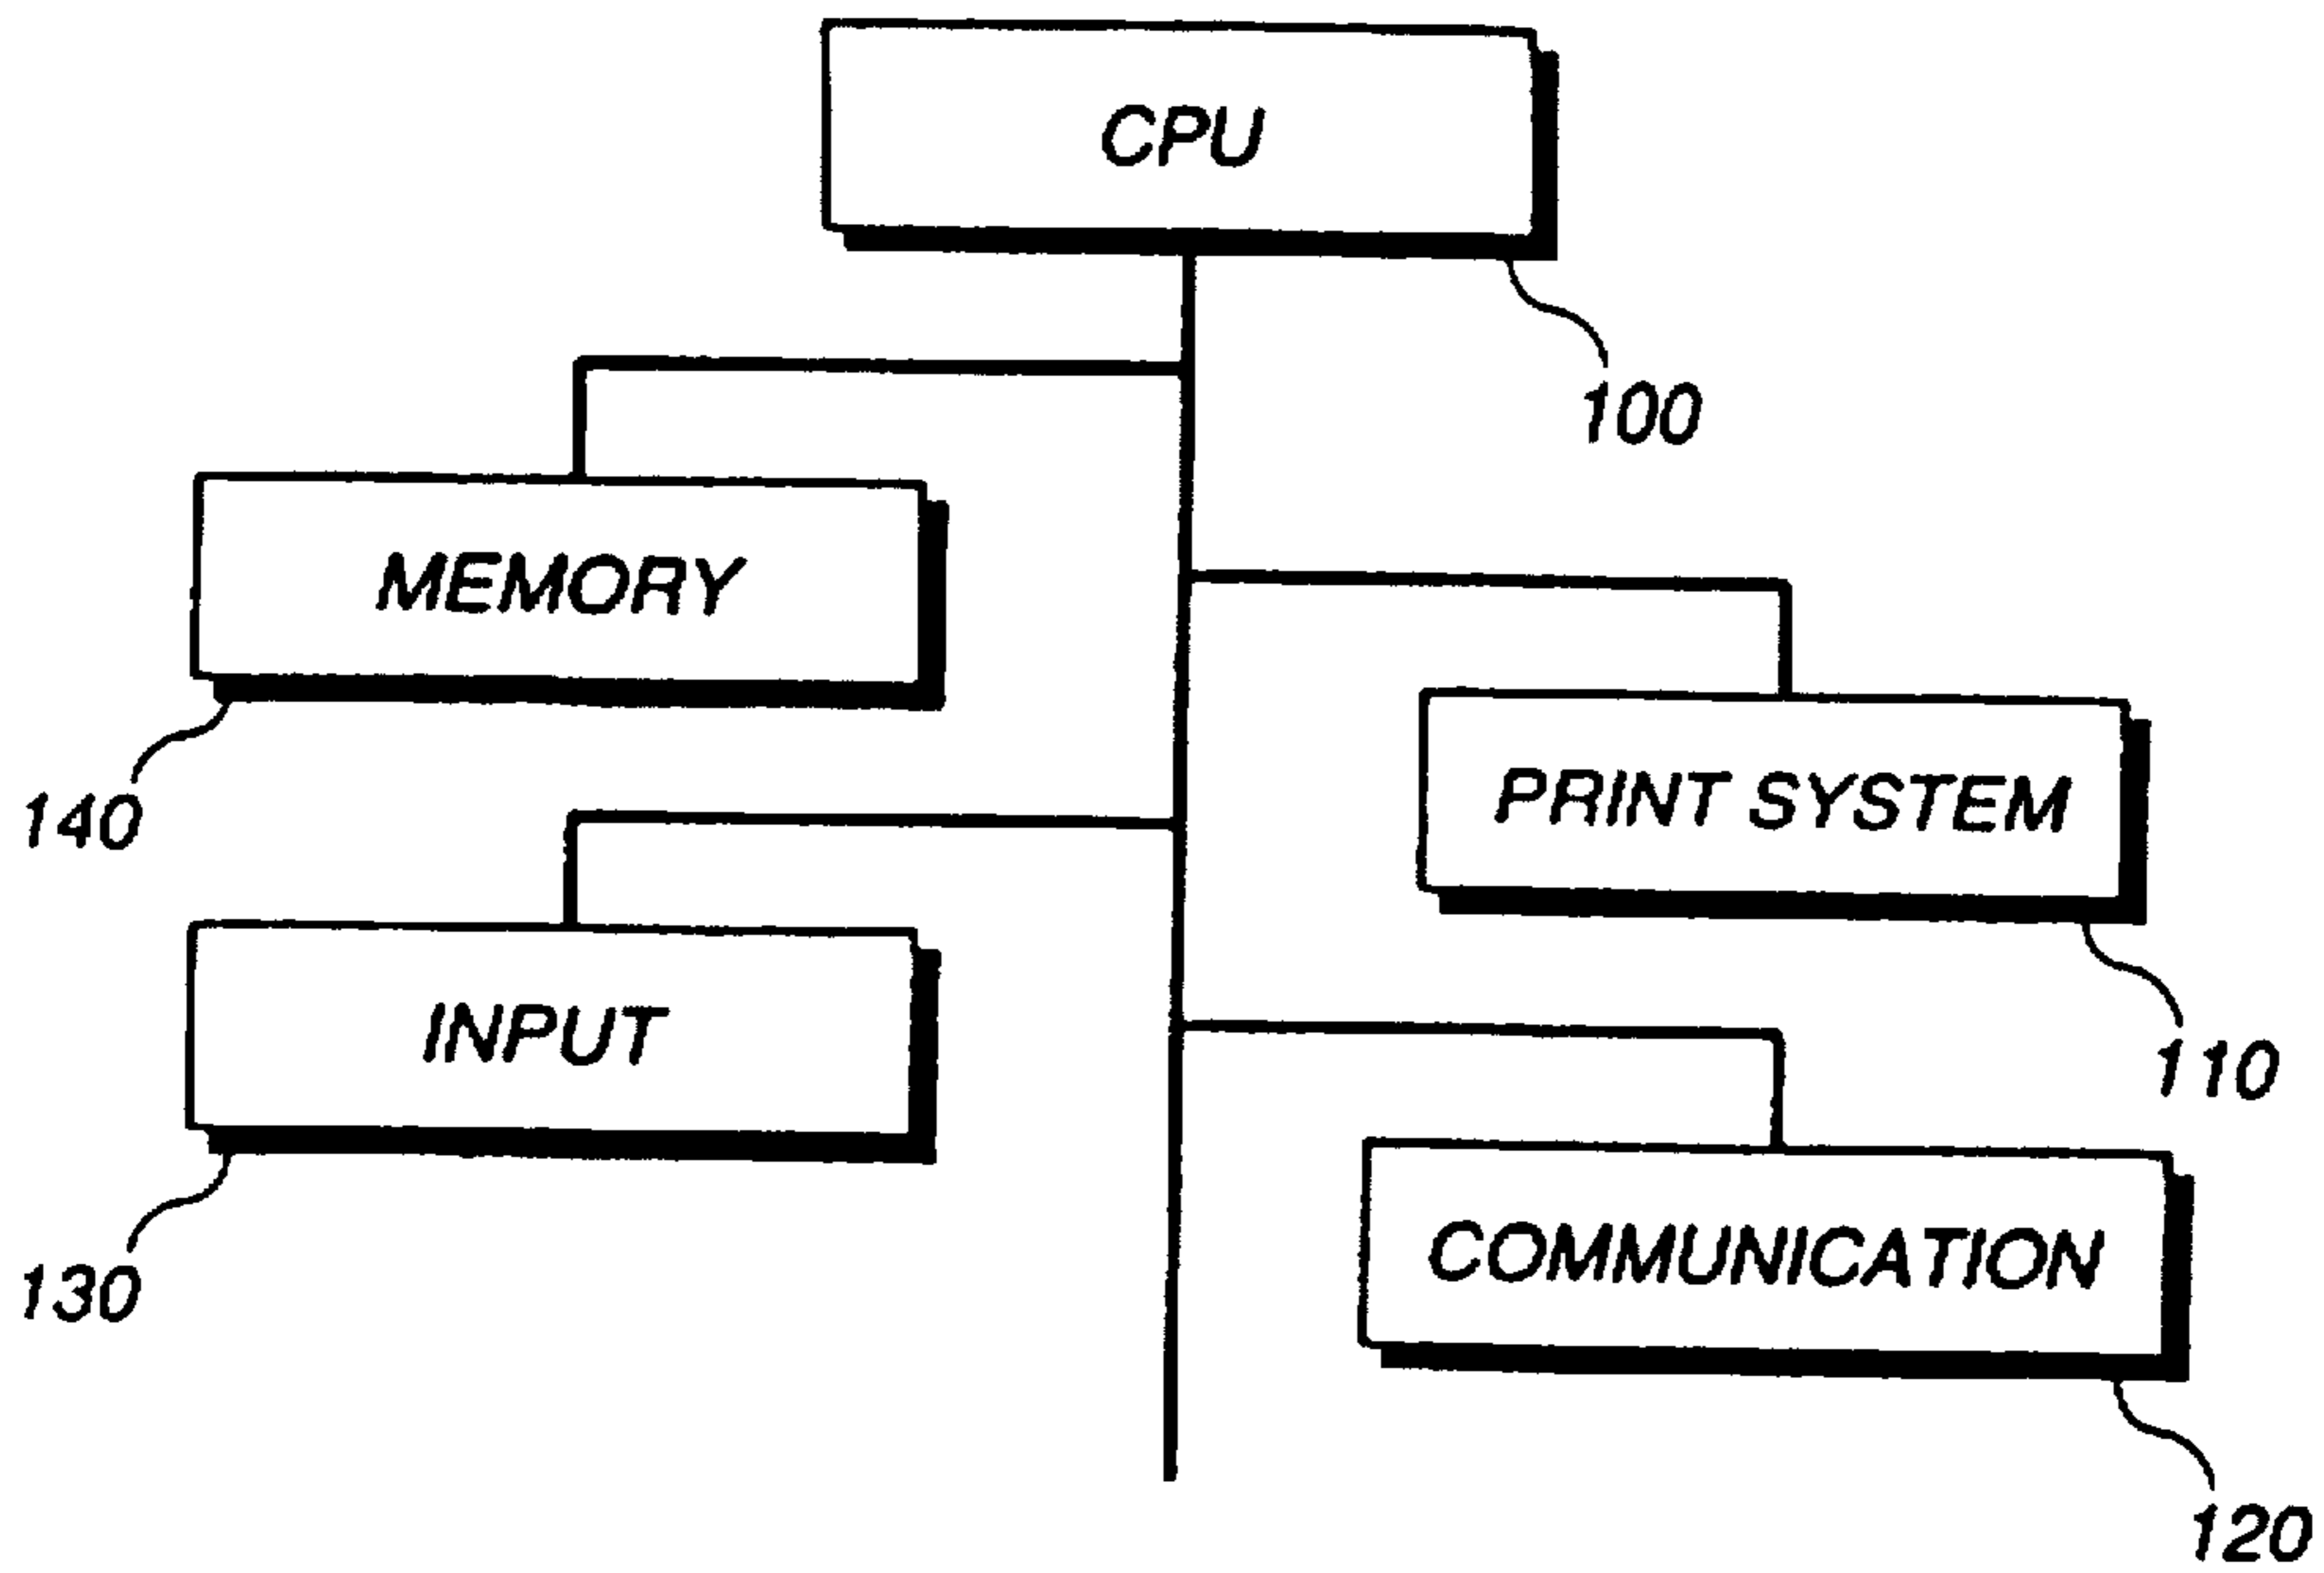 CPU
100
MEMORY
140
PRINT SYSTEM
110
INPUT
130
COMMUNICATION
120